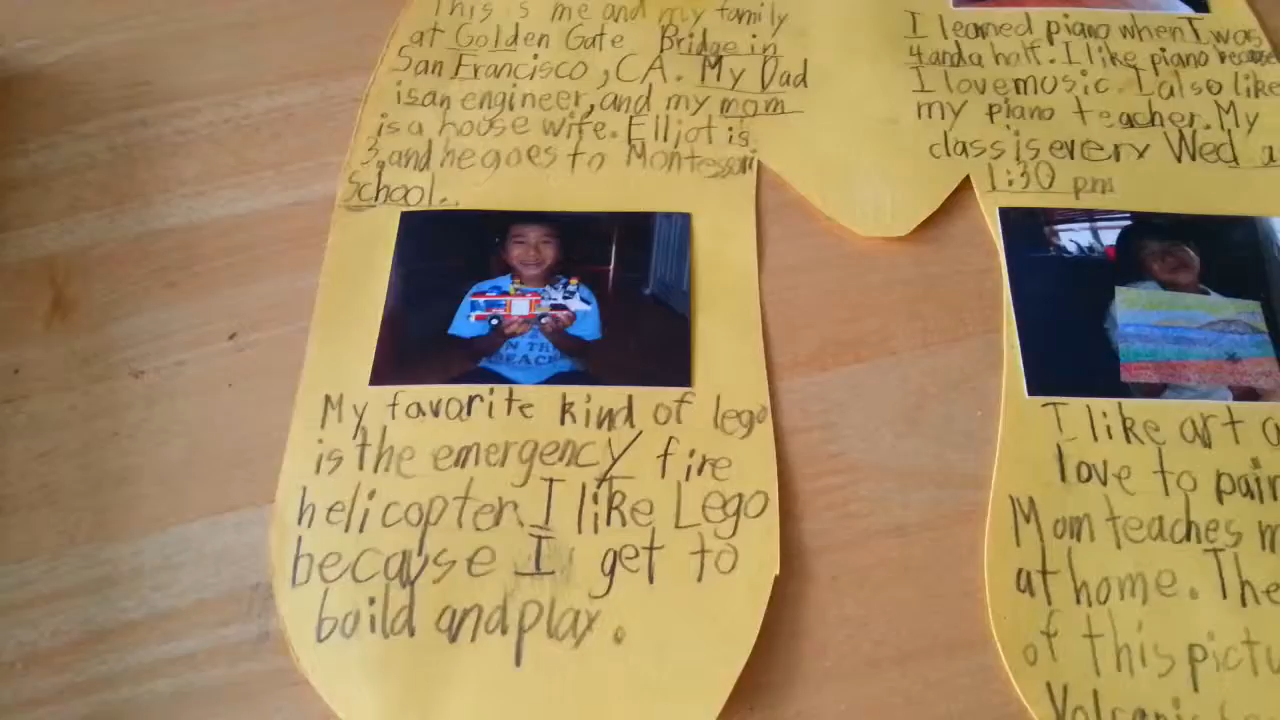 This is me and my family
at Golden Gate Bridge in
San Francisco, CA. My Dad
is an engineer, and my mom
is a house wife. Elliot is
3, and he goes to Montessori
School.
My favorite kind of lego
is the emergency fire
helicopter. I like Lego
because I get to
build and play.
I learned piano when I was
4 and a half. I like piano because
I love music. I also like
my piano teacher. My
class is every Wed
1:30 pm
I like art
love to
Mom teaches
at home. The
of this
ON THE
BEACH